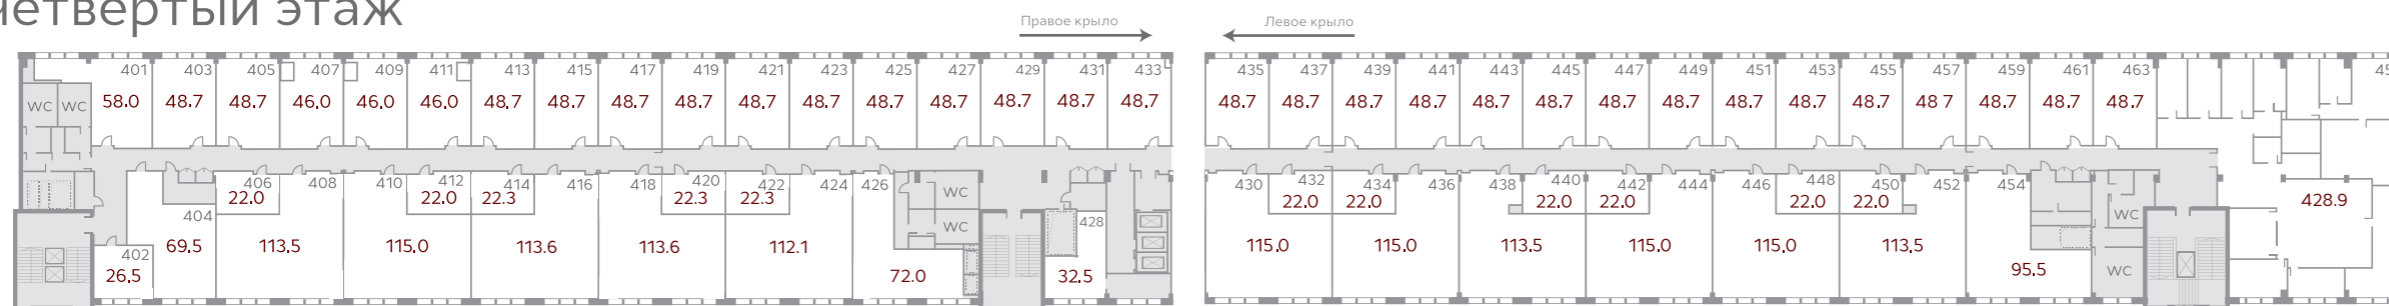 четвертый этаж
Правое крыло
Левое крыло
401 403 405 407 409 411 413 415 417 419 421 423 425 427 429 431 433
435 437 439 441 443 445 447 449 451 453 455 457 459 461 463
WC WC 58.0 48.7 48.7 46.0 46.0 46.0 48.7 48.7 48.7 48.7 48.7 48.7 48.7 48.7 48.7 48.7 48.7
48.7 48.7 48.7 48.7 48.7 48.7 48.7 48.7 48.7 48.7 48.7 48 7 48.7 48.7 48.7
406 408 410 412 414 416 418 420 422 424 426
430 432 434 436 438 440 442 444 446 448 450 452 454
22.0 22.0 22.3 22.3 22.3 WC
22.0 22.0 22.0 22.0 22.0 22.0 428.9
404 WC 428 WC
69.5 113.5 115.0 113.6 113.6 112.1
115.0 115.0 113.5 115.0 115.0 113.5
402
26.5 72.0 32.5
95.5 WC